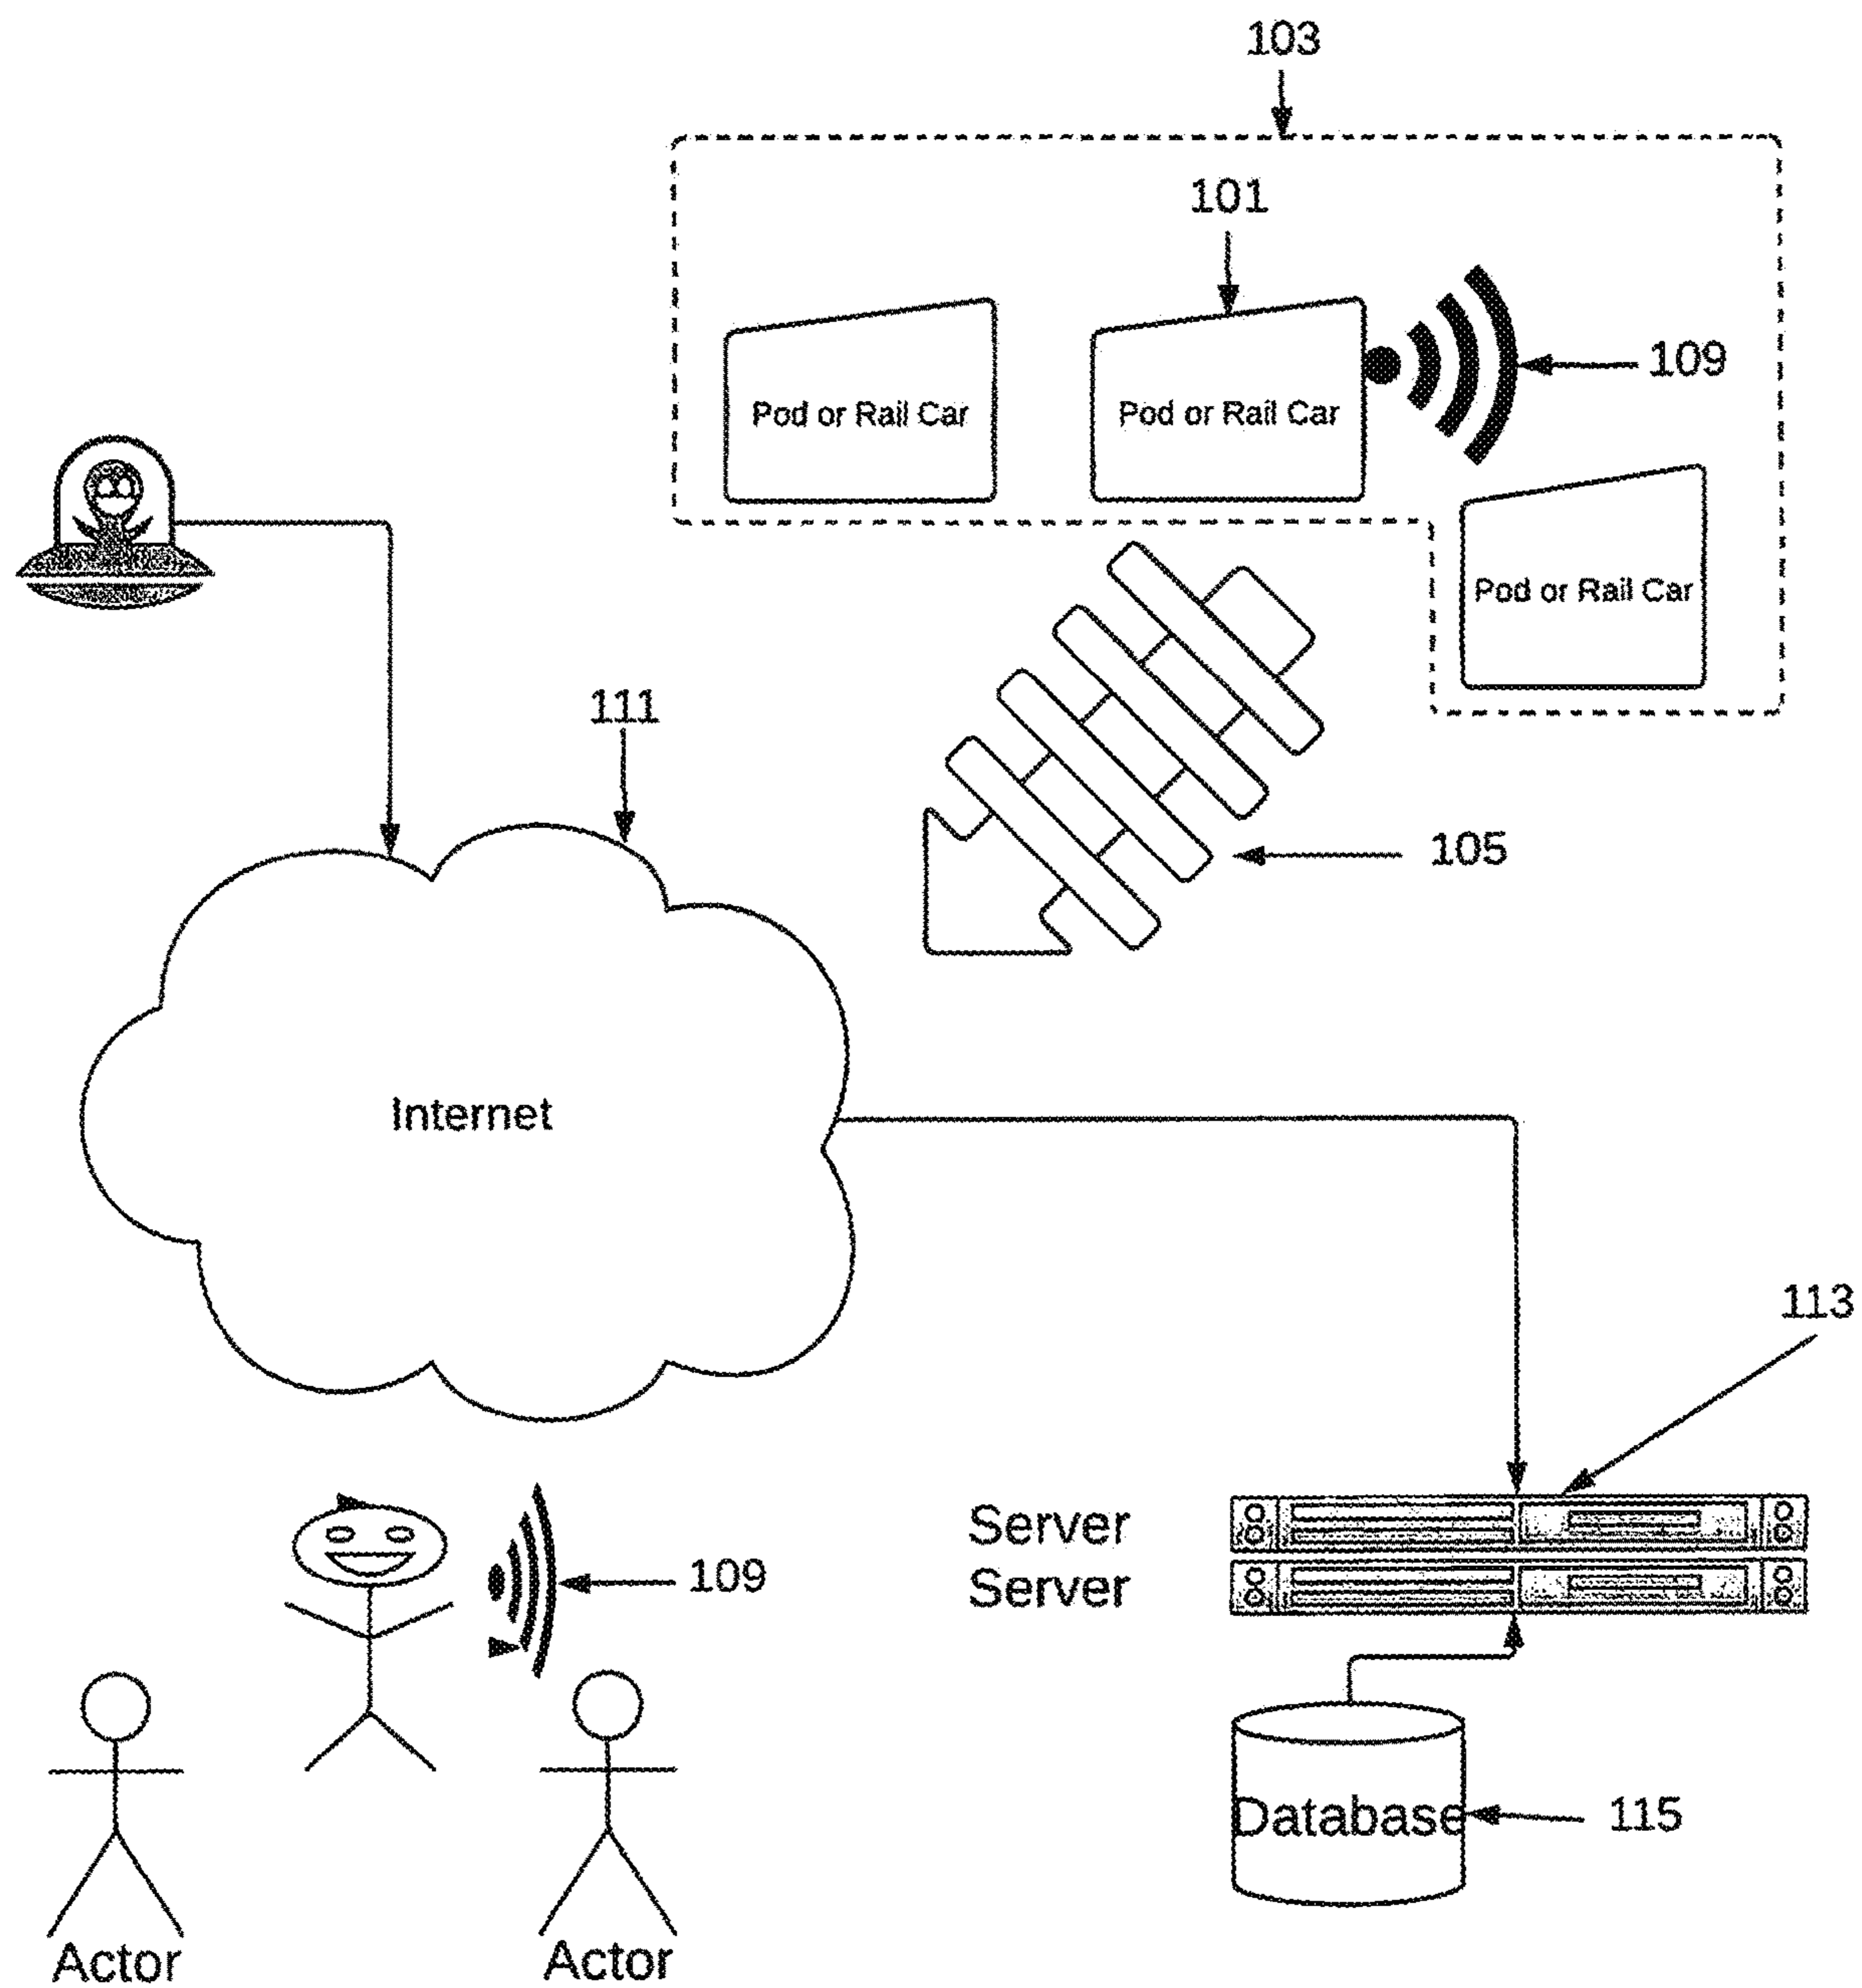 103
101
109
Pod or Rail Car
Pod or Rail Car
Pod or Rail Car
111
105
Internet
113
Server
Server
109
Database
115
Actor
Actor